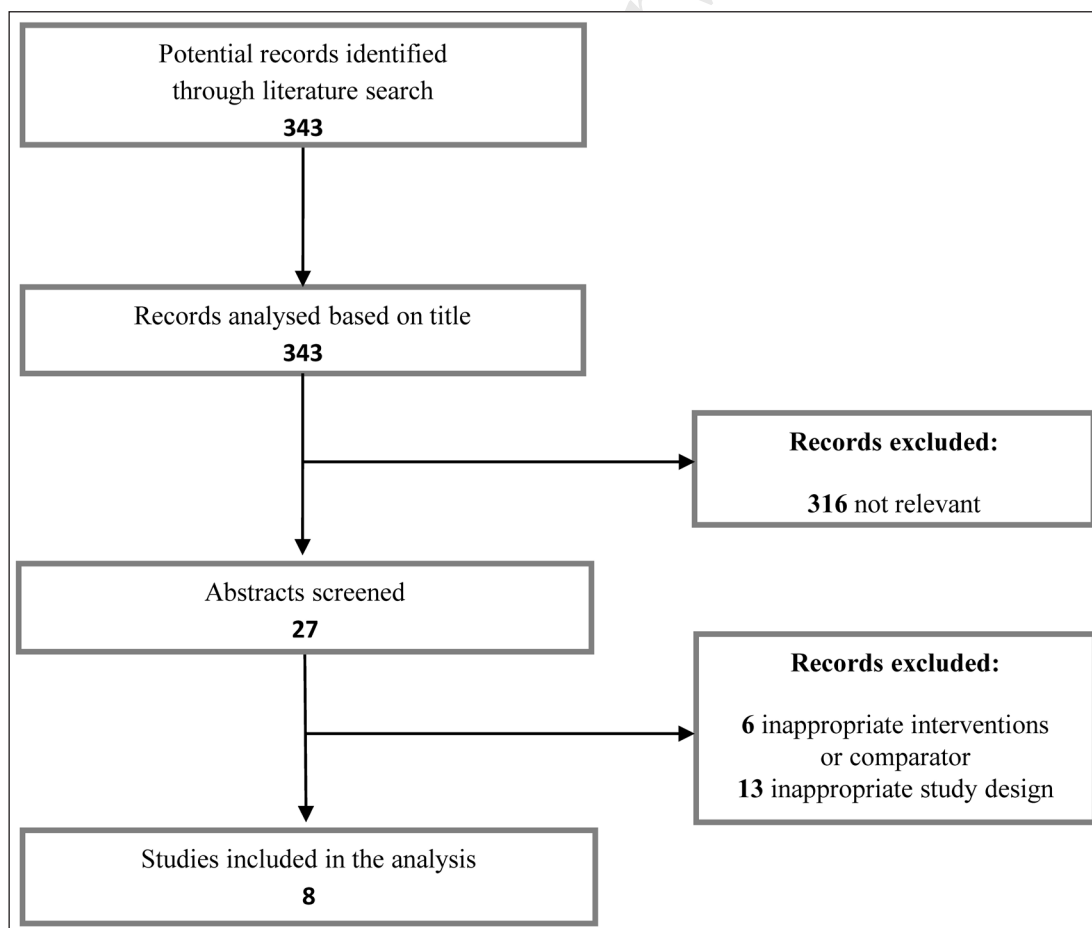 Potential records identified
through literature search
343
Records analysed based on title
343
Records excluded:
316 not relevant
Abstracts screened
27
Records excluded:
6 inappropriate interventions
or comparator
13 inappropriate study design
Studies included in the analysis
8